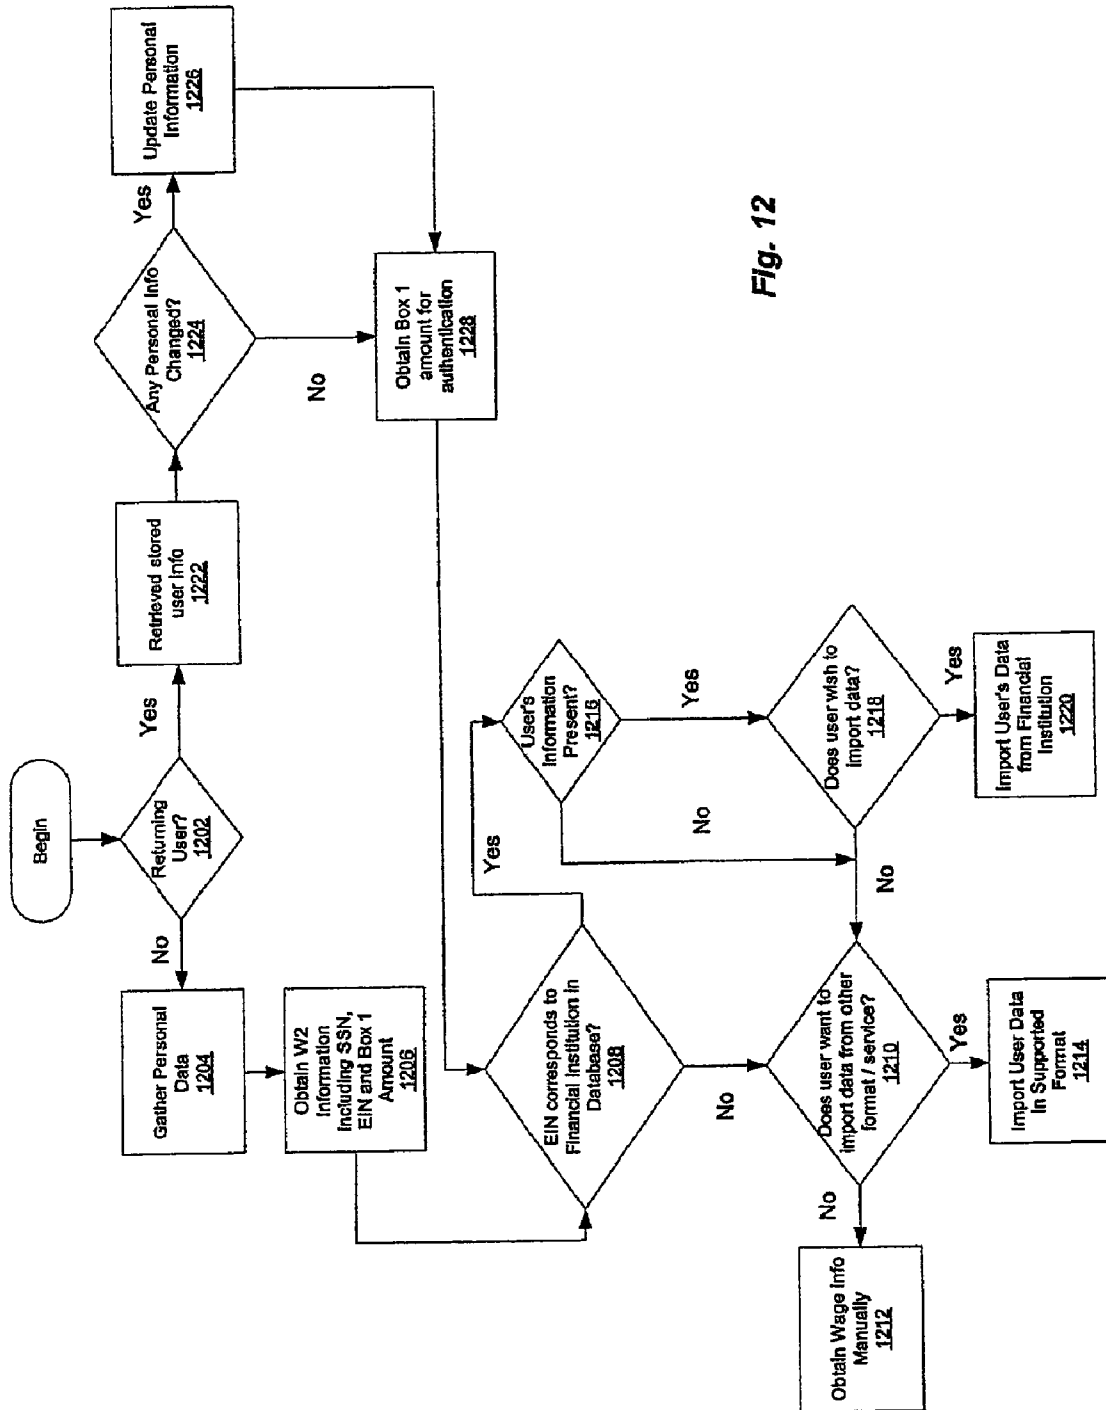 Begin
Returning
User?
1202
No
Yes
Gather Personal
Data
1204
Obtain W2
Information
Including SSN,
EIN and Box 1
Amount
1206
Retrieved stored
user Info
1222
Any Personal Info
Changed?
1224
Yes
No
Update Personal
Information
1226
Obtain Box 1
amount for
authentication
1228
EIN corresponds to
Financial Institution in
Database?
1208
Yes
No
User's
Information
Present?
1216
Yes
No
Does user wish to
import data?
1218
Yes
No
Import User's Data
from Financial
Institution
1220
Does user want to
import data from other
format / service?
1210
Yes
No
Import User Data
In Supported
Format
1214
Obtain Wage Info
Manually
1212
Fig. 12